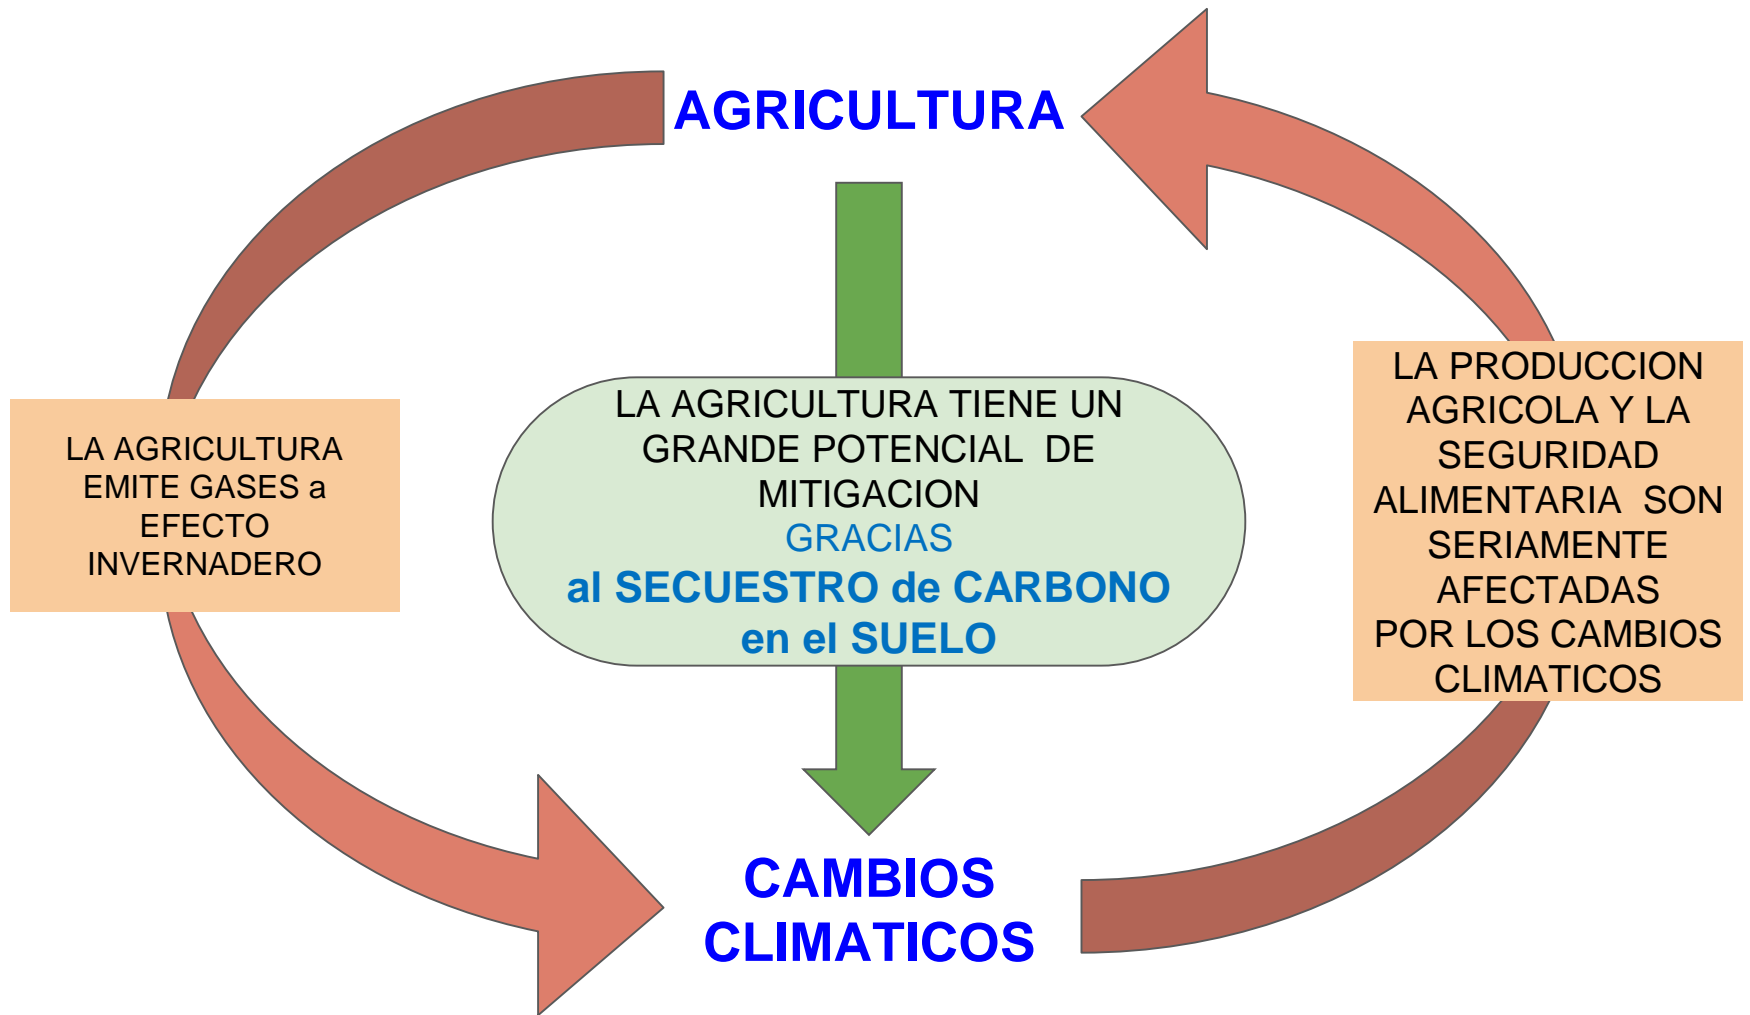 AGRICULTURA
LA AGRICULTURA
EMITE GASES a
EFECTO
INVERNADERO
LA AGRICULTURA TIENE UN
GRANDE POTENCIAL DE
MITIGACION
GRACIAS
al SECUESTRO de CARBONO
en el SUELO
LA PRODUCCION
AGRICOLA Y LA
SEGURIDAD
ALIMENTARIA SON
SERIAMENTE
AFECTADAS
POR LOS CAMBIOS
CLIMATICOS
CAMBIOS
CLIMATICOS